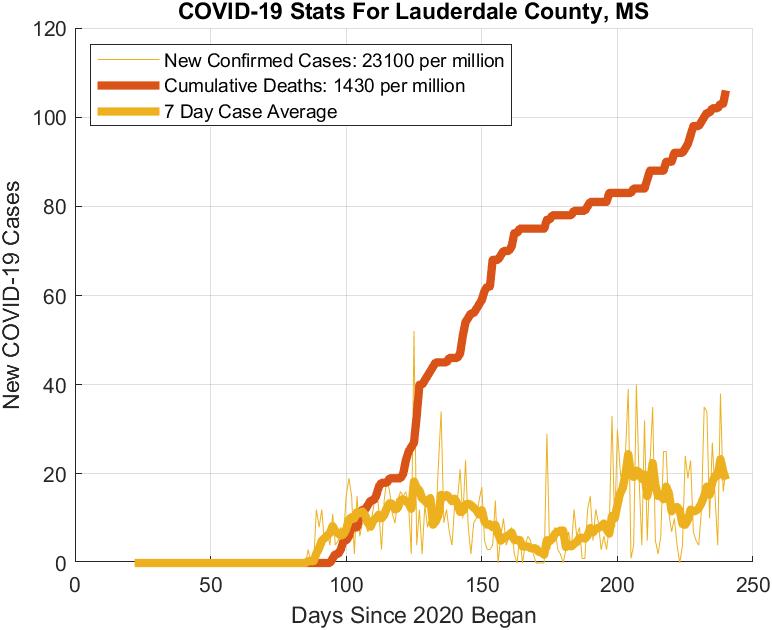 COVID-19 Stats For Lauderdale County, MS
New Confirmed Cases: 23100 per million
Cumulative Deaths: 1430 per million
7 Day Case Average
120
100
80
60
40
20
0
New COVID-19 Cases
0 50 100 150 200 250
Days Since 2020 Began